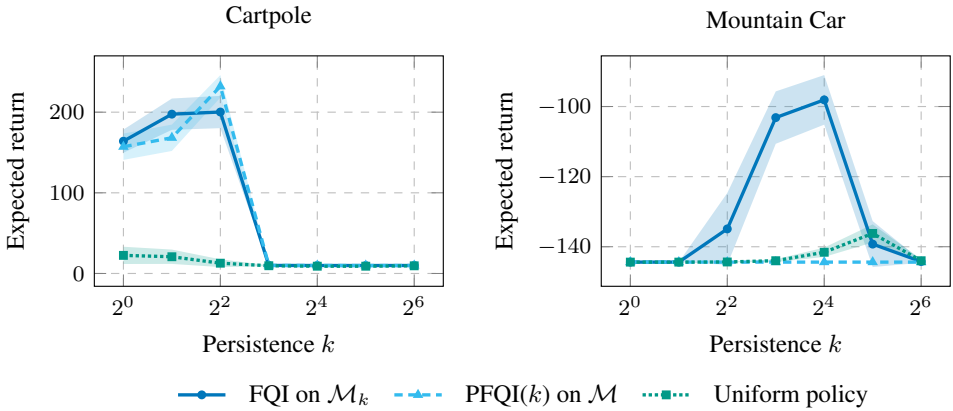 Cartpole
Mountain Car
Expected return
200
100
0
2^0
2^2
2^4
2^6
Persistence k
Expected return
−100
−120
−140
2^0
2^2
2^4
2^6
Persistence k
FQI on ℳ_k
PFQI(k) on ℳ
Uniform policy